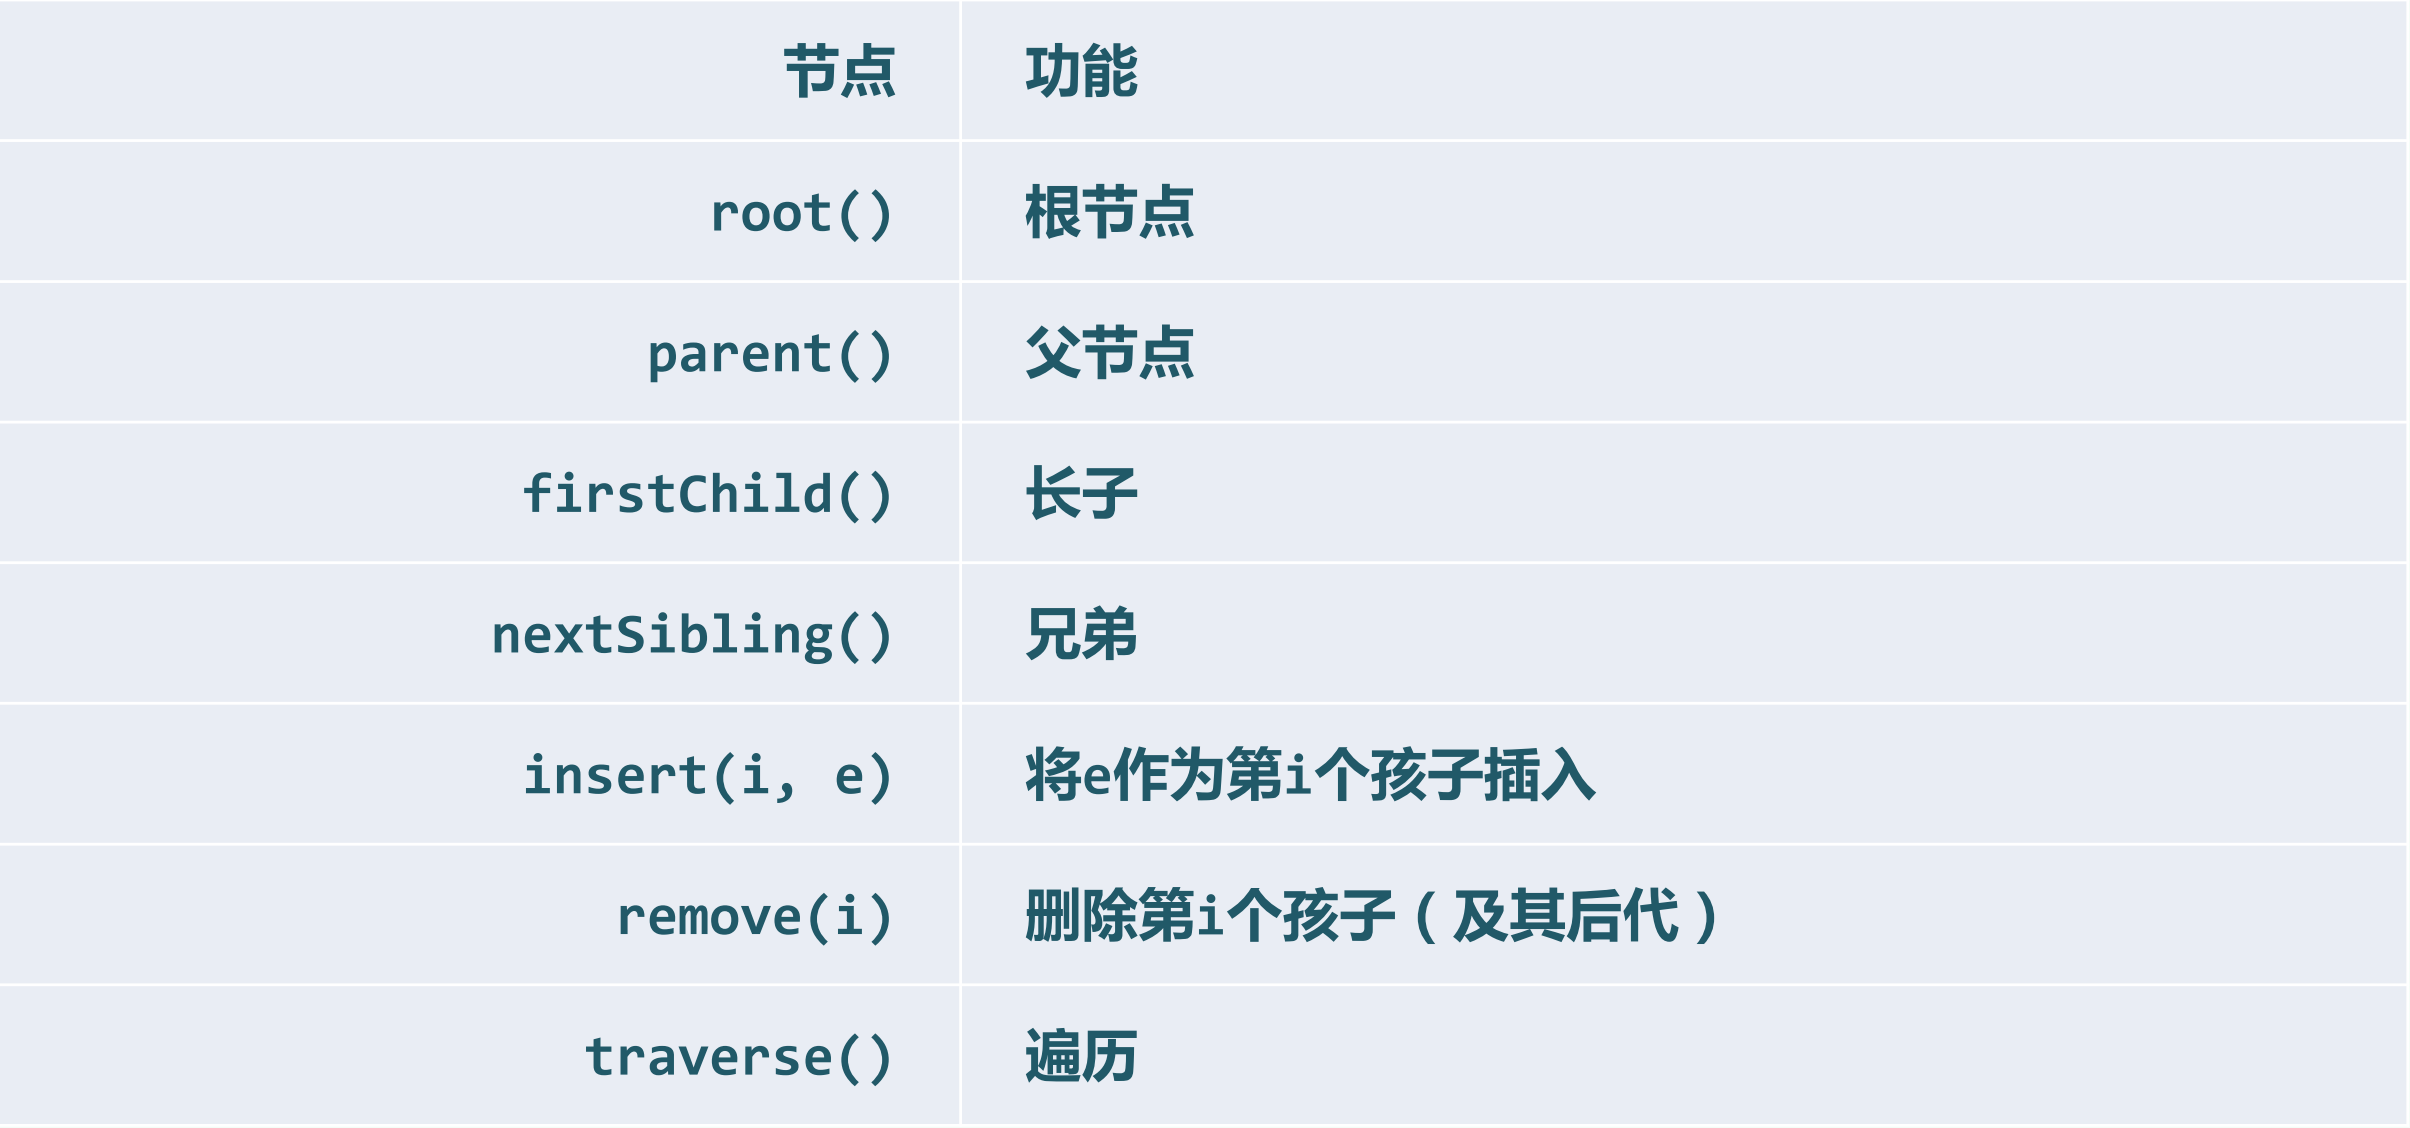 节点 功能
root() 根节点
parent() 父节点
firstChild() 长子
nextSibling() 兄弟
insert(i, e) 将e作为第i个孩子插入
remove(i) 删除第i个孩子(及其后代)
traverse() 遍历